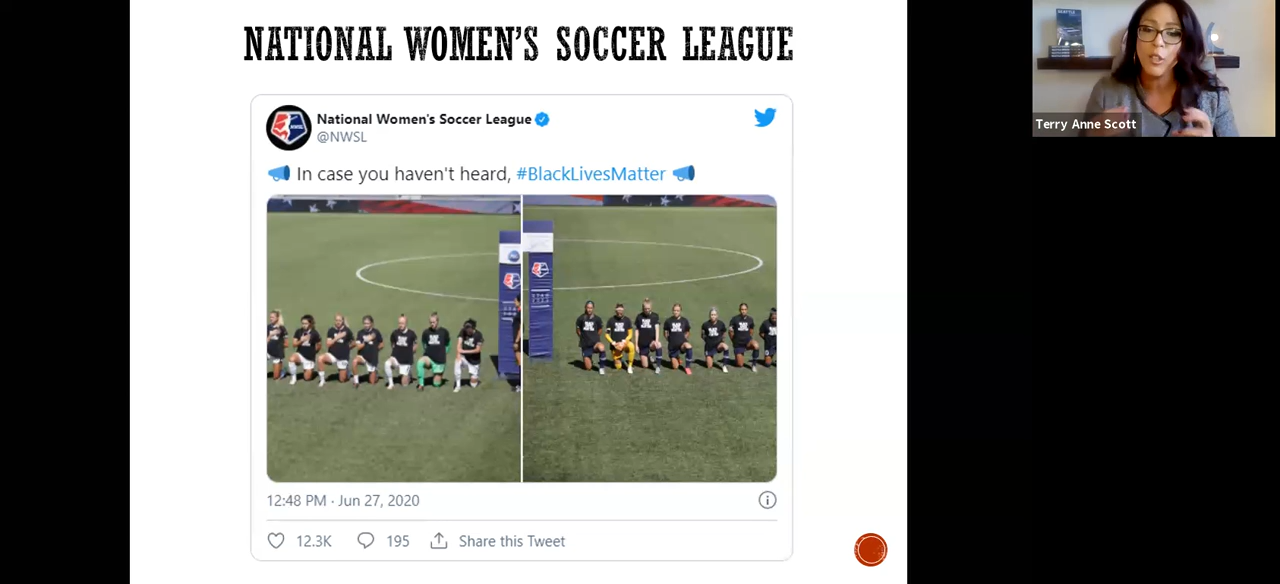 NATIONAL WOMEN'S SOCCER LEAGUE
National Women's Soccer League
@NWSL
In case you haven't heard, #BlackLivesMatter
12:48 PM · Jun 27, 2020
12.3K 195 Share this Tweet
Terry Anne Scott